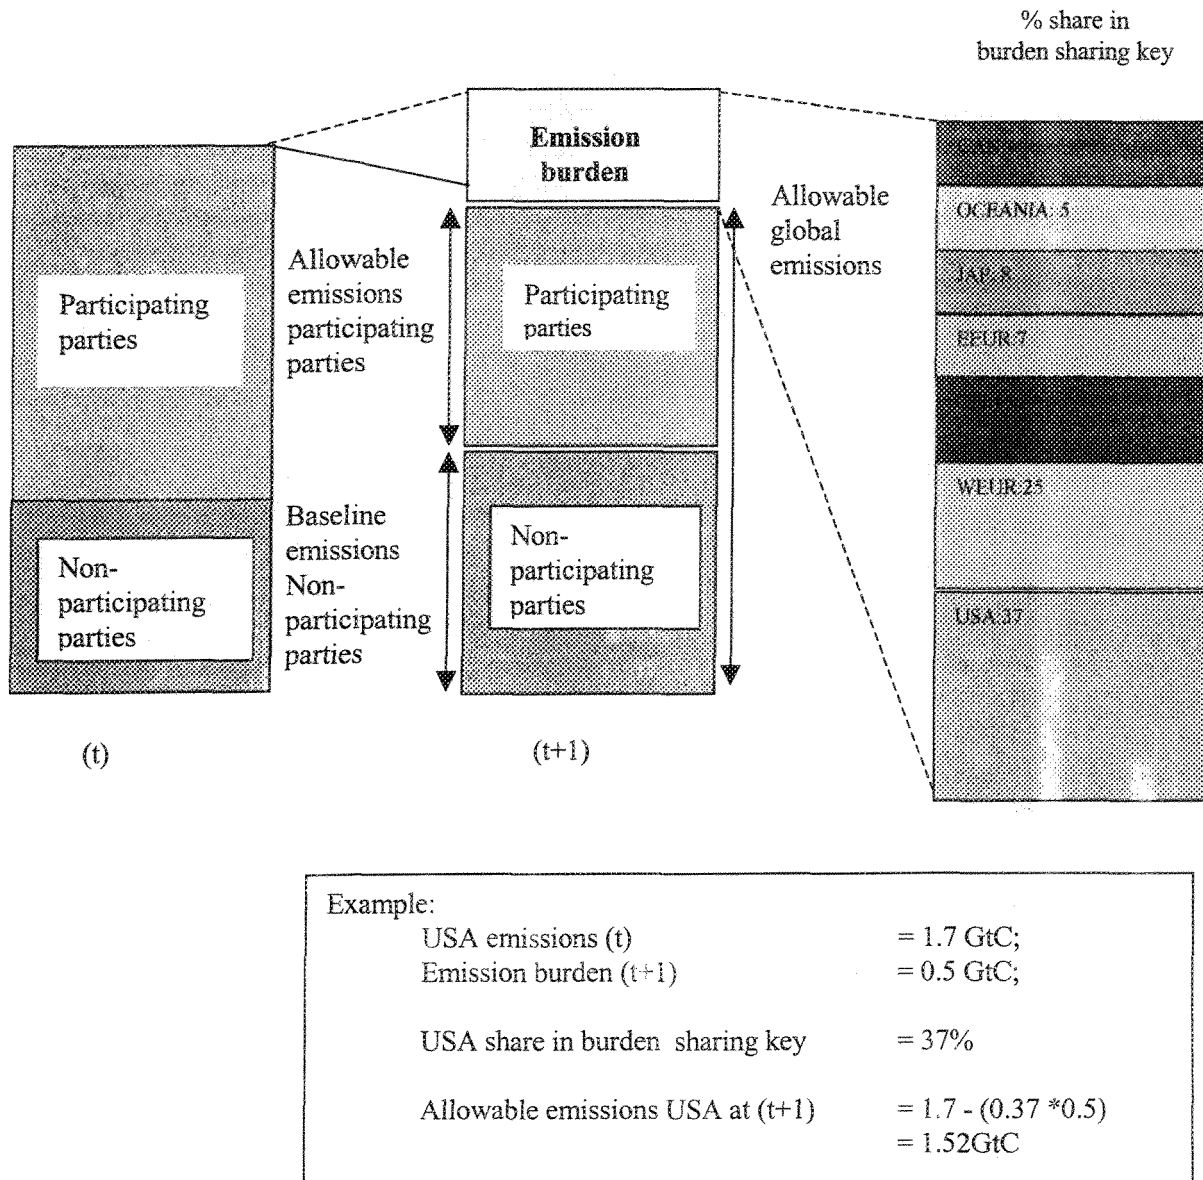 % share in
burden sharing key
Emission
burden
Allowable
global
emissions
OCEANIA: 5
JAP: 8
EEUR:7
WEUR:25
USA:37
Participating
parties
Allowable
emissions
participating
parties
Participating
parties
Non-
participating
parties
Baseline
emissions
Non-
participating
parties
Non-
participating
parties
(t)
(t+1)
Example:
USA emissions (t) = 1.7 GtC;
Emission burden (t+1) = 0.5 GtC;
USA share in burden sharing key = 37%
Allowable emissions USA at (t+1) = 1.7 - (0.37 *0.5)
= 1.52GtC